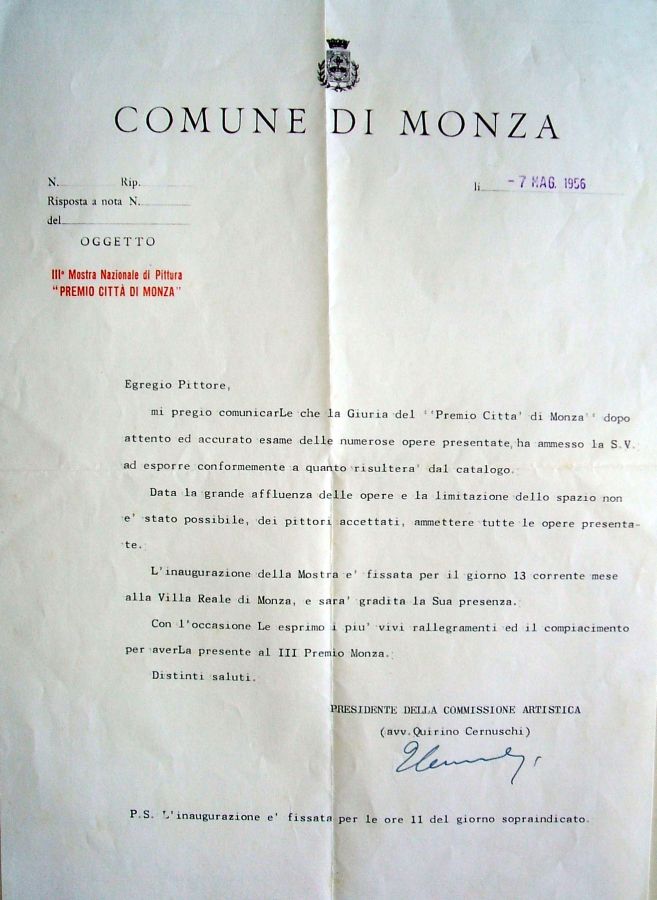 COMUNE DI MONZA
N. Rip.
Risposta a nota N.
del
li - 7 MAG. 1956
OGGETTO
IIIª Mostra Nazionale di Pittura
"PREMIO CITTÀ DI MONZA"
Egregio Pittore,
mi pregio comunicarLe che la Giuria del ''Premio Citta' di Monza'' dopo
attento ed accurato esame delle numerose opere presentate, ha ammesso la S.V.
ad esporre conformemente a quanto risultera' dal catalogo.
Data la grande affluenza delle opere e la limitazione dello spazio non
e' stato possibile, dei pittori accettati, ammettere tutte le opere presenta-
te.
L'inaugurazione della Mostra e' fissata per il giorno 13 corrente mese
alla Villa Reale di Monza, e sara' gradita la Sua presenza.
Con l'occasione Le esprimo i piu' vivi rallegramenti ed il compiacimento
per averLa presente al III Premio Monza.
Distinti saluti.
PRESIDENTE DELLA COMMISSIONE ARTISTICA
(avv. Quirino Cernuschi)
P.S. L'inaugurazione e' fissata per le ore 11 del giorno sopraindicato.